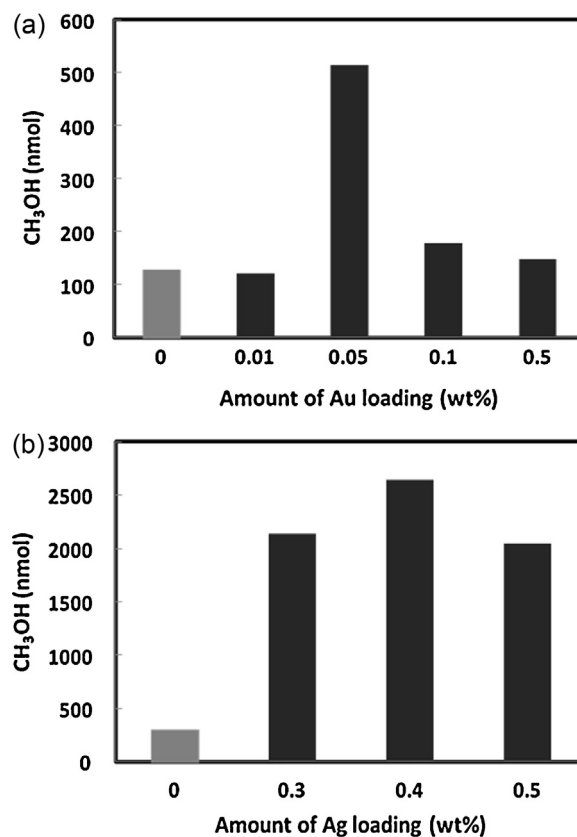 (a)
600
500
400
300
200
100
0
CH₃OH (nmol)
0 0.01 0.05 0.1 0.5
Amount of Au loading (wt%)
(b)
3000
2500
2000
1500
1000
500
0
CH₃OH (nmol)
0 0.3 0.4 0.5
Amount of Ag loading (wt%)